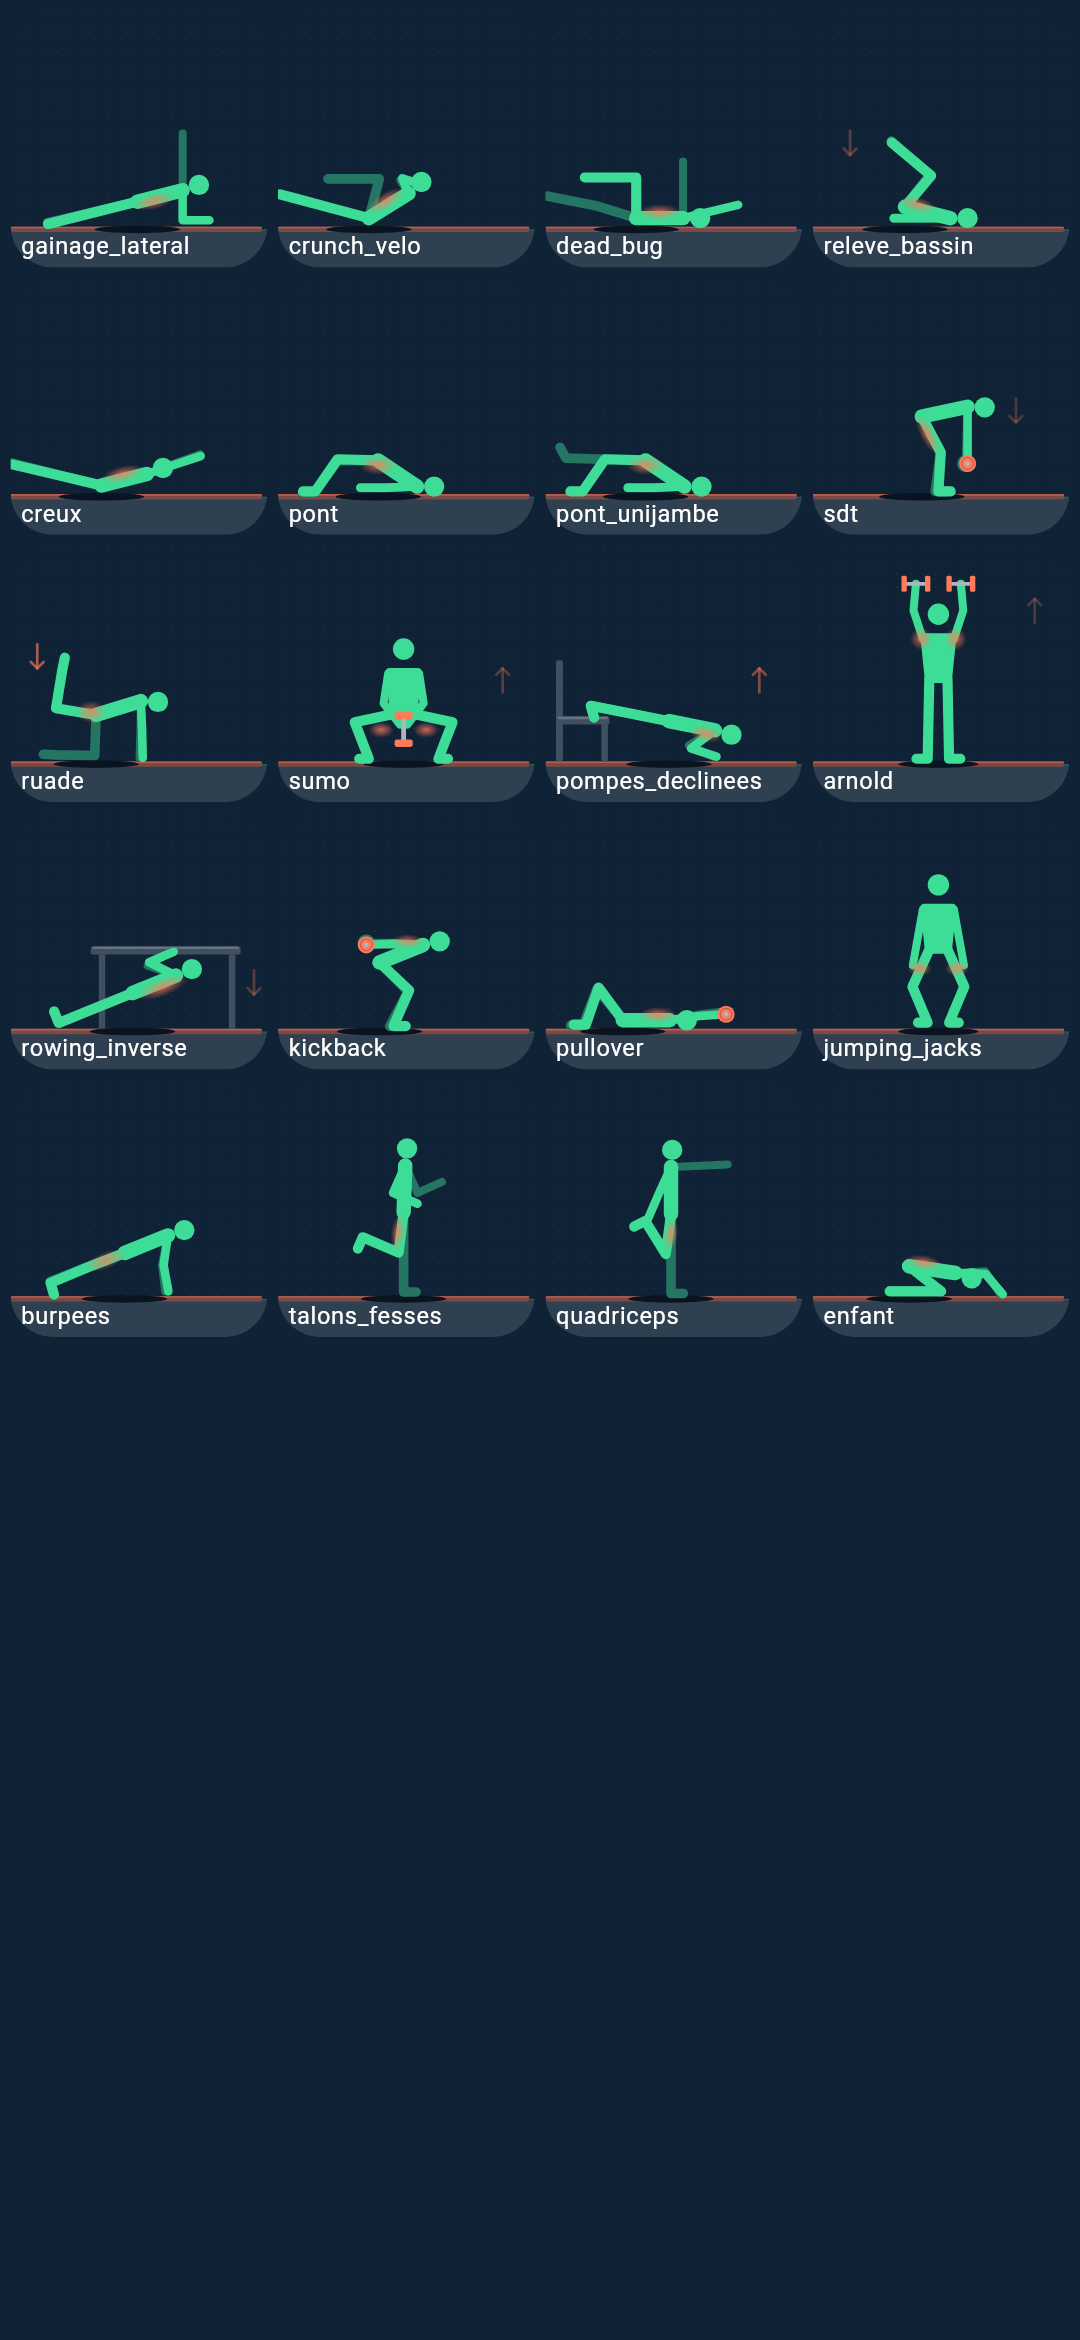 gainage_lateral
crunch_velo
dead_bug
releve_bassin
creux
pont
pont_unijambe
sdt
ruade
sumo
pompes_declinees
arnold
rowing_inverse
kickback
pullover
jumping_jacks
burpees
talons_fesses
quadriceps
enfant